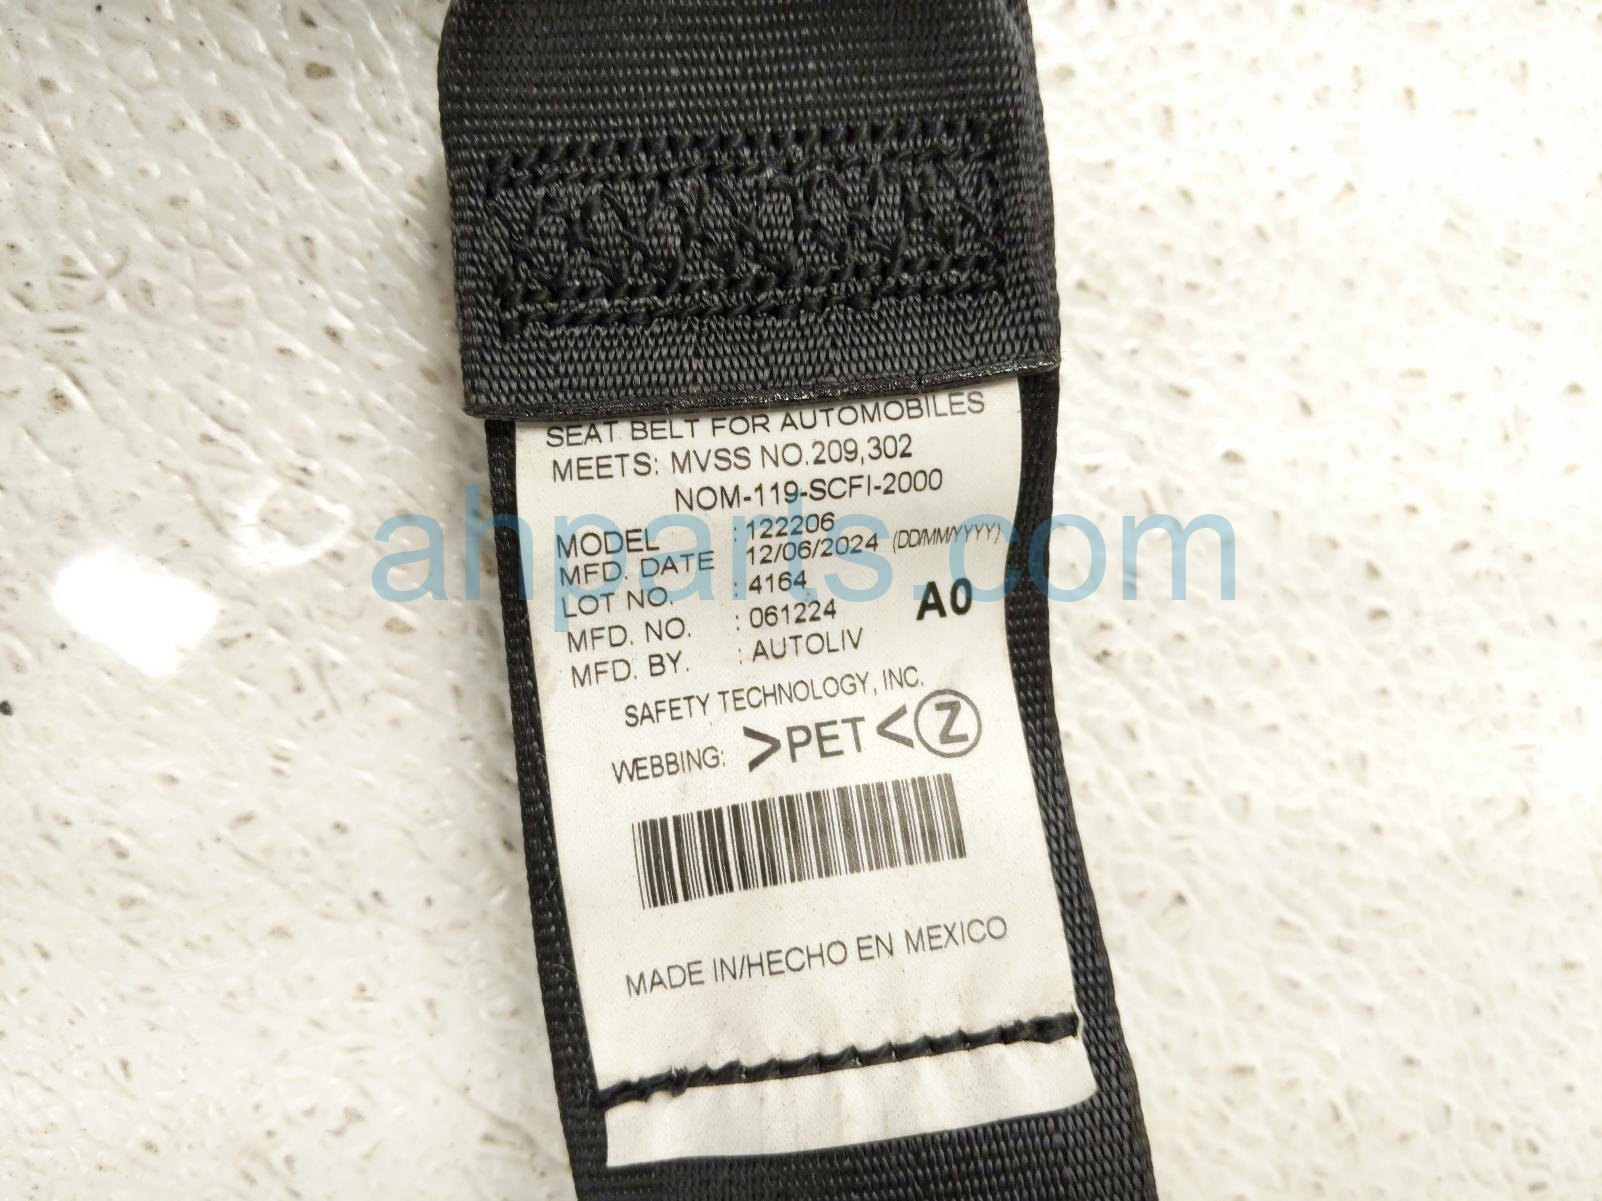 SEAT BELT FOR AUTOMOBILES
MEETS: MVSS NO.209,302
NOM-119-SCFI-2000
MODEL : 122206
MFD. DATE 12/06/2024 (DD/MM/YYYY)
LOT NO. : 4164
MFD. NO. : 061224
A0
MFD. BY. : AUTOLIV
SAFETY TECHNOLOGY, INC.
WEBBING: >PET< Z
MADE IN/HECHO EN MEXICO
ahparts.com